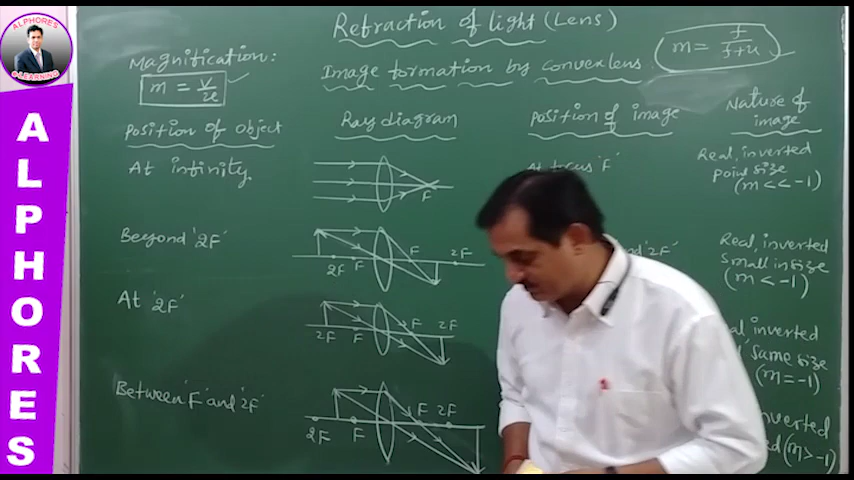 ALPHORES
e-LEARNING
ALPHORES
Refraction of light (Lens)
m = f/f+u
Magnification:
m = v/u
Image formation by convex lens
Position of object
Ray diagram
Position of image
Nature of
image
At infinity.
F
At focus 'F'
Real, inverted
point size
(m << -1)
Beyond '2F'
2F F F 2F
and '2F'
Real, inverted
small in size
(m < -1)
At '2F'
2F F F 2F
inverted
same size
(m = -1)
Between 'F' and '2F'
2F F F 2F
(m > -1)